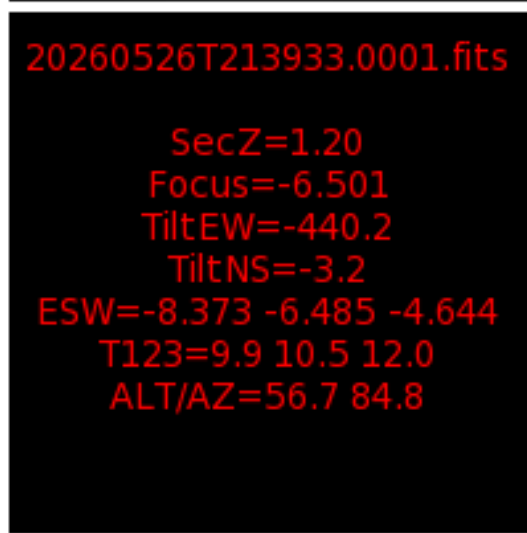 20260526T213933.0001.fits
SecZ=1.20
Focus=-6.501
TiltEW=-440.2
TiltNS=-3.2
ESW=-8.373 -6.485 -4.644
T123=9.9 10.5 12.0
ALT/AZ=56.7 84.8